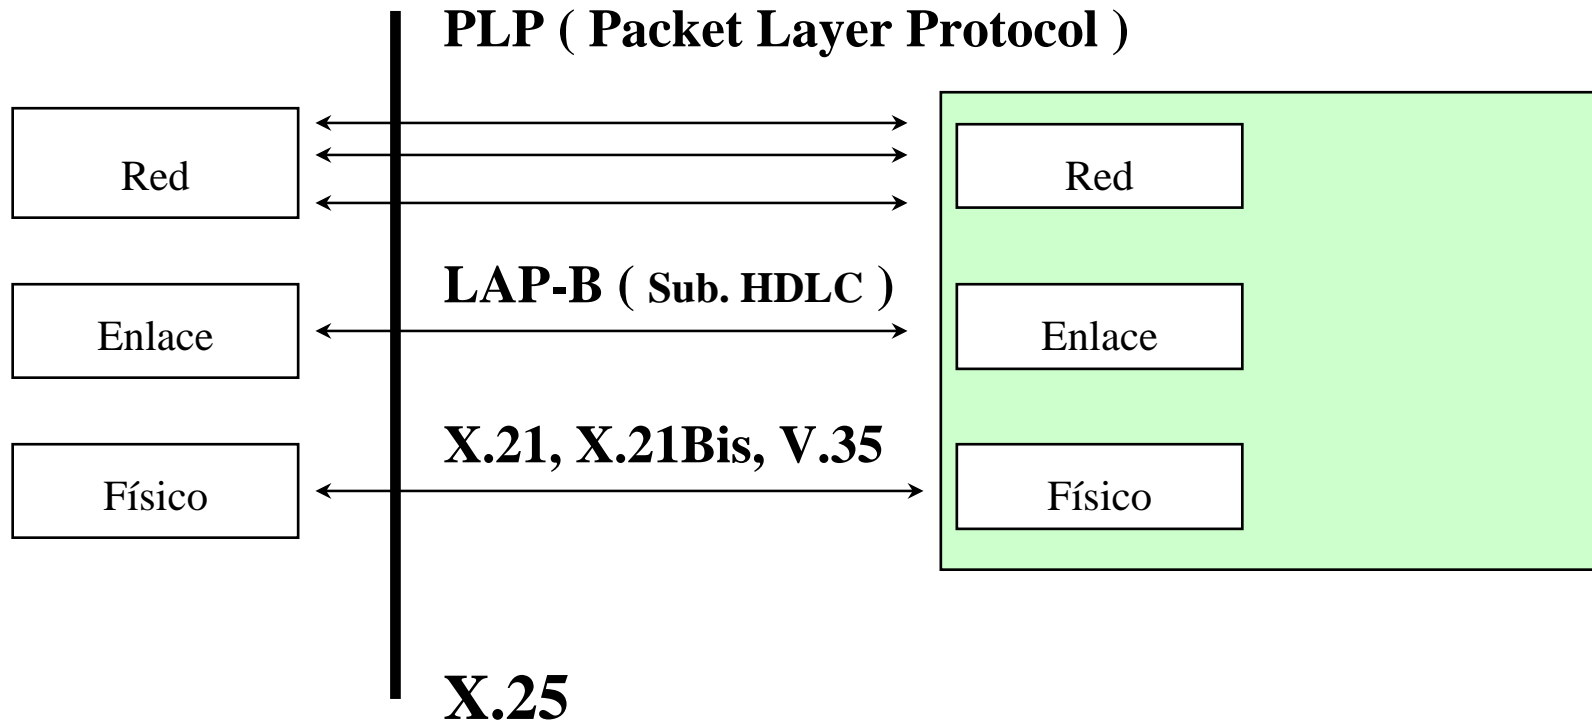 PLP ( Packet Layer Protocol )
Red
Red
LAP-B ( Sub. HDLC )
Enlace
Enlace
X.21, X.21Bis, V.35
Físico
Físico
X.25